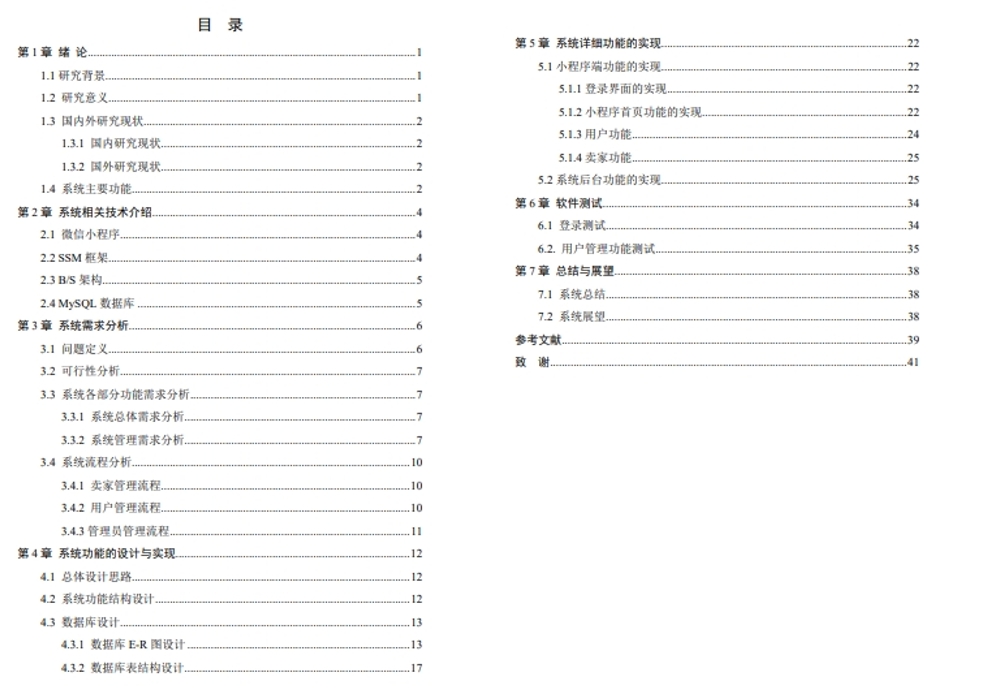 目 录
第 1 章 绪 论 1
1.1 研究背景 1
1.2 研究意义 1
1.3 国内外研究现状 2
1.3.1 国内研究现状 2
1.3.2 国外研究现状 2
1.4 系统主要功能 2
第 2 章 系统相关技术介绍 4
2.1 微信小程序 4
2.2 SSM 框架 4
2.3 B/S 架构 5
2.4 MySQL 数据库 5
第 3 章 系统需求分析 6
3.1 问题定义 6
3.2 可行性分析 7
3.3 系统各部分功能需求分析 7
3.3.1 系统总体需求分析 7
3.3.2 系统管理需求分析 7
3.4 系统流程分析 10
3.4.1 卖家管理流程 10
3.4.2 用户管理流程 10
3.4.3 管理员管理流程 11
第 4 章 系统功能的设计与实现 12
4.1 总体设计思路 12
4.2 系统功能结构设计 12
4.3 数据库设计 13
4.3.1 数据库 E-R 图设计 13
4.3.2 数据库表结构设计 17
第 5 章 系统详细功能的实现 22
5.1 小程序端功能的实现 22
5.1.1 登录界面的实现 22
5.1.2 小程序首页功能的实现 22
5.1.3 用户功能 24
5.1.4 卖家功能 25
5.2 系统后台功能的实现 25
第 6 章 软件测试 34
6.1 登录测试 34
6.2. 用户管理功能测试 35
第 7 章 总结与展望 38
7.1 系统总结 38
7.2 系统展望 38
参考文献 39
致 谢 41